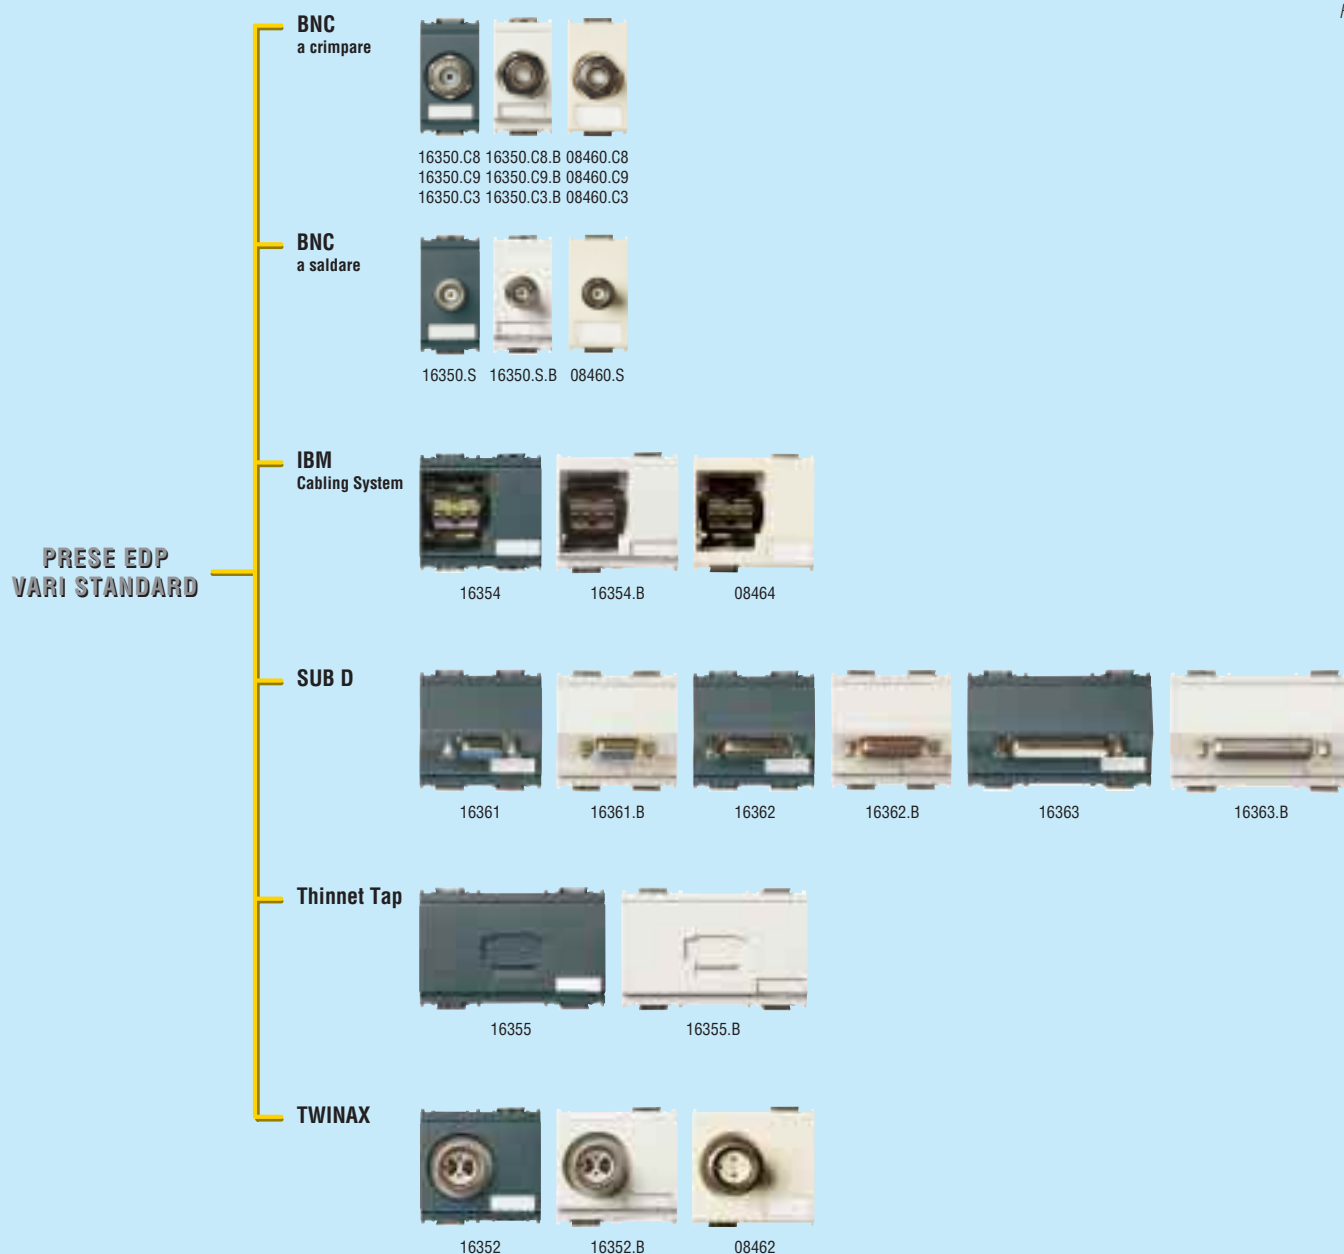 BNC
a crimpare
16350.C8 16350.C8.B 08460.C8
16350.C9 16350.C9.B 08460.C9
16350.C3 16350.C3.B 08460.C3
BNC
a saldare
16350.S 16350.S.B 08460.S
IBM
Cabling System
16354 16354.B 08464
PRESE EDP
VARI STANDARD
SUB D
16361 16361.B 16362 16362.B 16363 16363.B
Thinnet Tap
16355 16355.B
TWINAX
16352 16352.B 08462